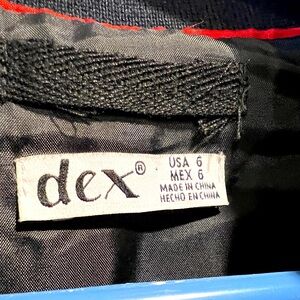 dex®
USA 6
MEX 6
MADE IN CHINA
HECHO EN CHINA